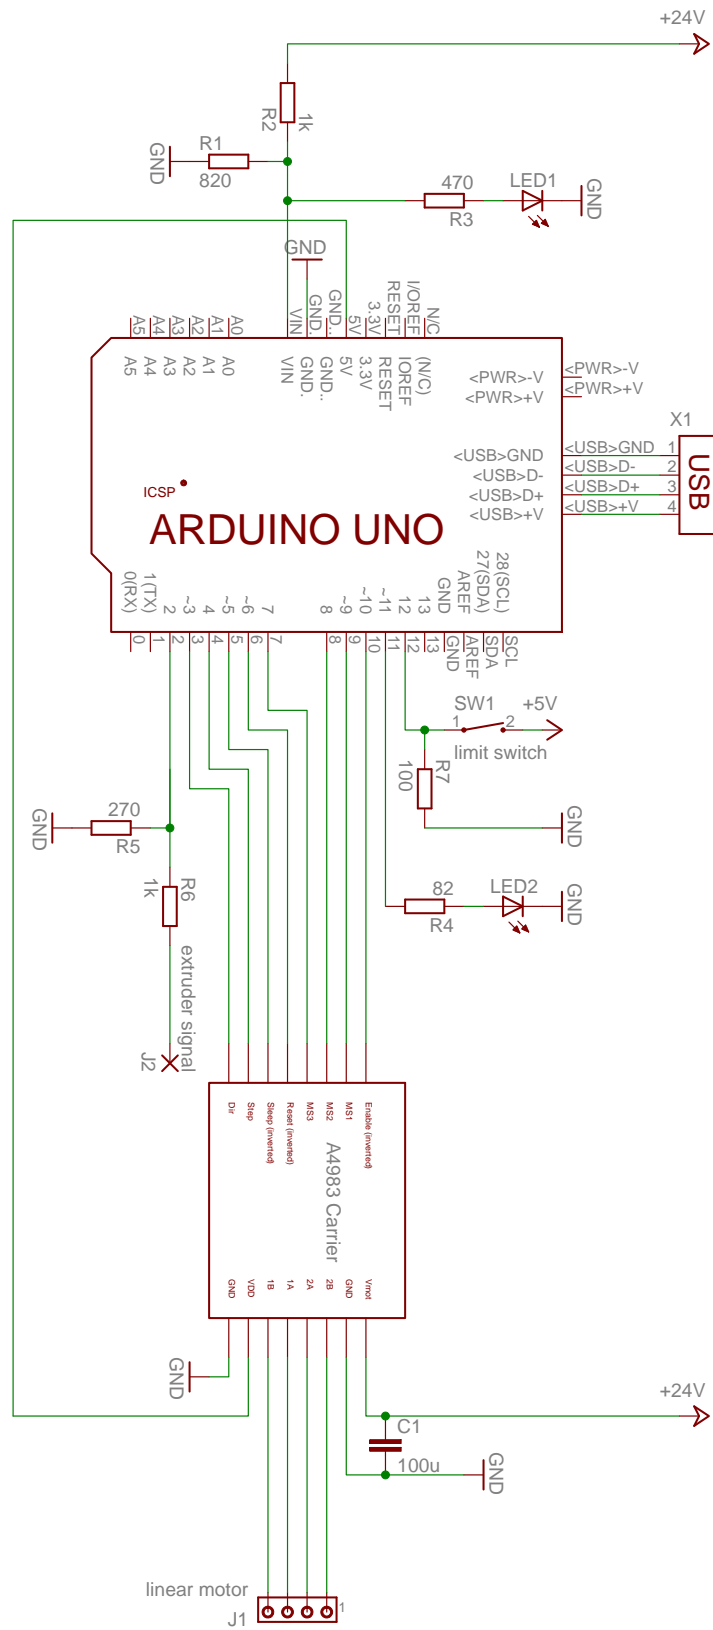 +24V
R2
1k
R1
GND
820
470
LED1
GND
R3
GND
A5
A4
A3
A2
A1
A0
VIN
GND.
GND..
5V
3.3V
RESET
I/OREF
N/C
A5
A4
A3
A2
A1
A0
VIN
GND.
GND..
5V
3.3V
RESET
IOREF
(N/C)
<PWR>-V
<PWR>-V
<PWR>+V
<PWR>+V
X1
<USB>GND
<USB>GND
1
<USB>D-
<USB>D-
2
<USB>D+
<USB>D+
3
<USB>+V
<USB>+V
4
USB
ICSP
ARDUINO UNO
0(RX)
1(TX)
2
~3
4
~5
~6
7
8
~9
~10
~11
12
13
GND
AREF
27(SDA)
28(SCL)
0
1
2
3
4
5
6
7
8
9
10
11
12
13
GND
AREF
SDA
SCL
SW1
+5V
1
2
limit switch
R7
100
GND
270
GND
R5
R6
1k
82
LED2
GND
R4
extruder signal
J2
Dir
Step
Sleep (inverted)
Reset (inverted)
MS3
MS2
MS1
Enable (inverted)
A4983 Carrier
GND
VDD
1B
1A
2A
2B
GND
Vmot
GND
+24V
C1
100u
GND
linear motor
J1
1